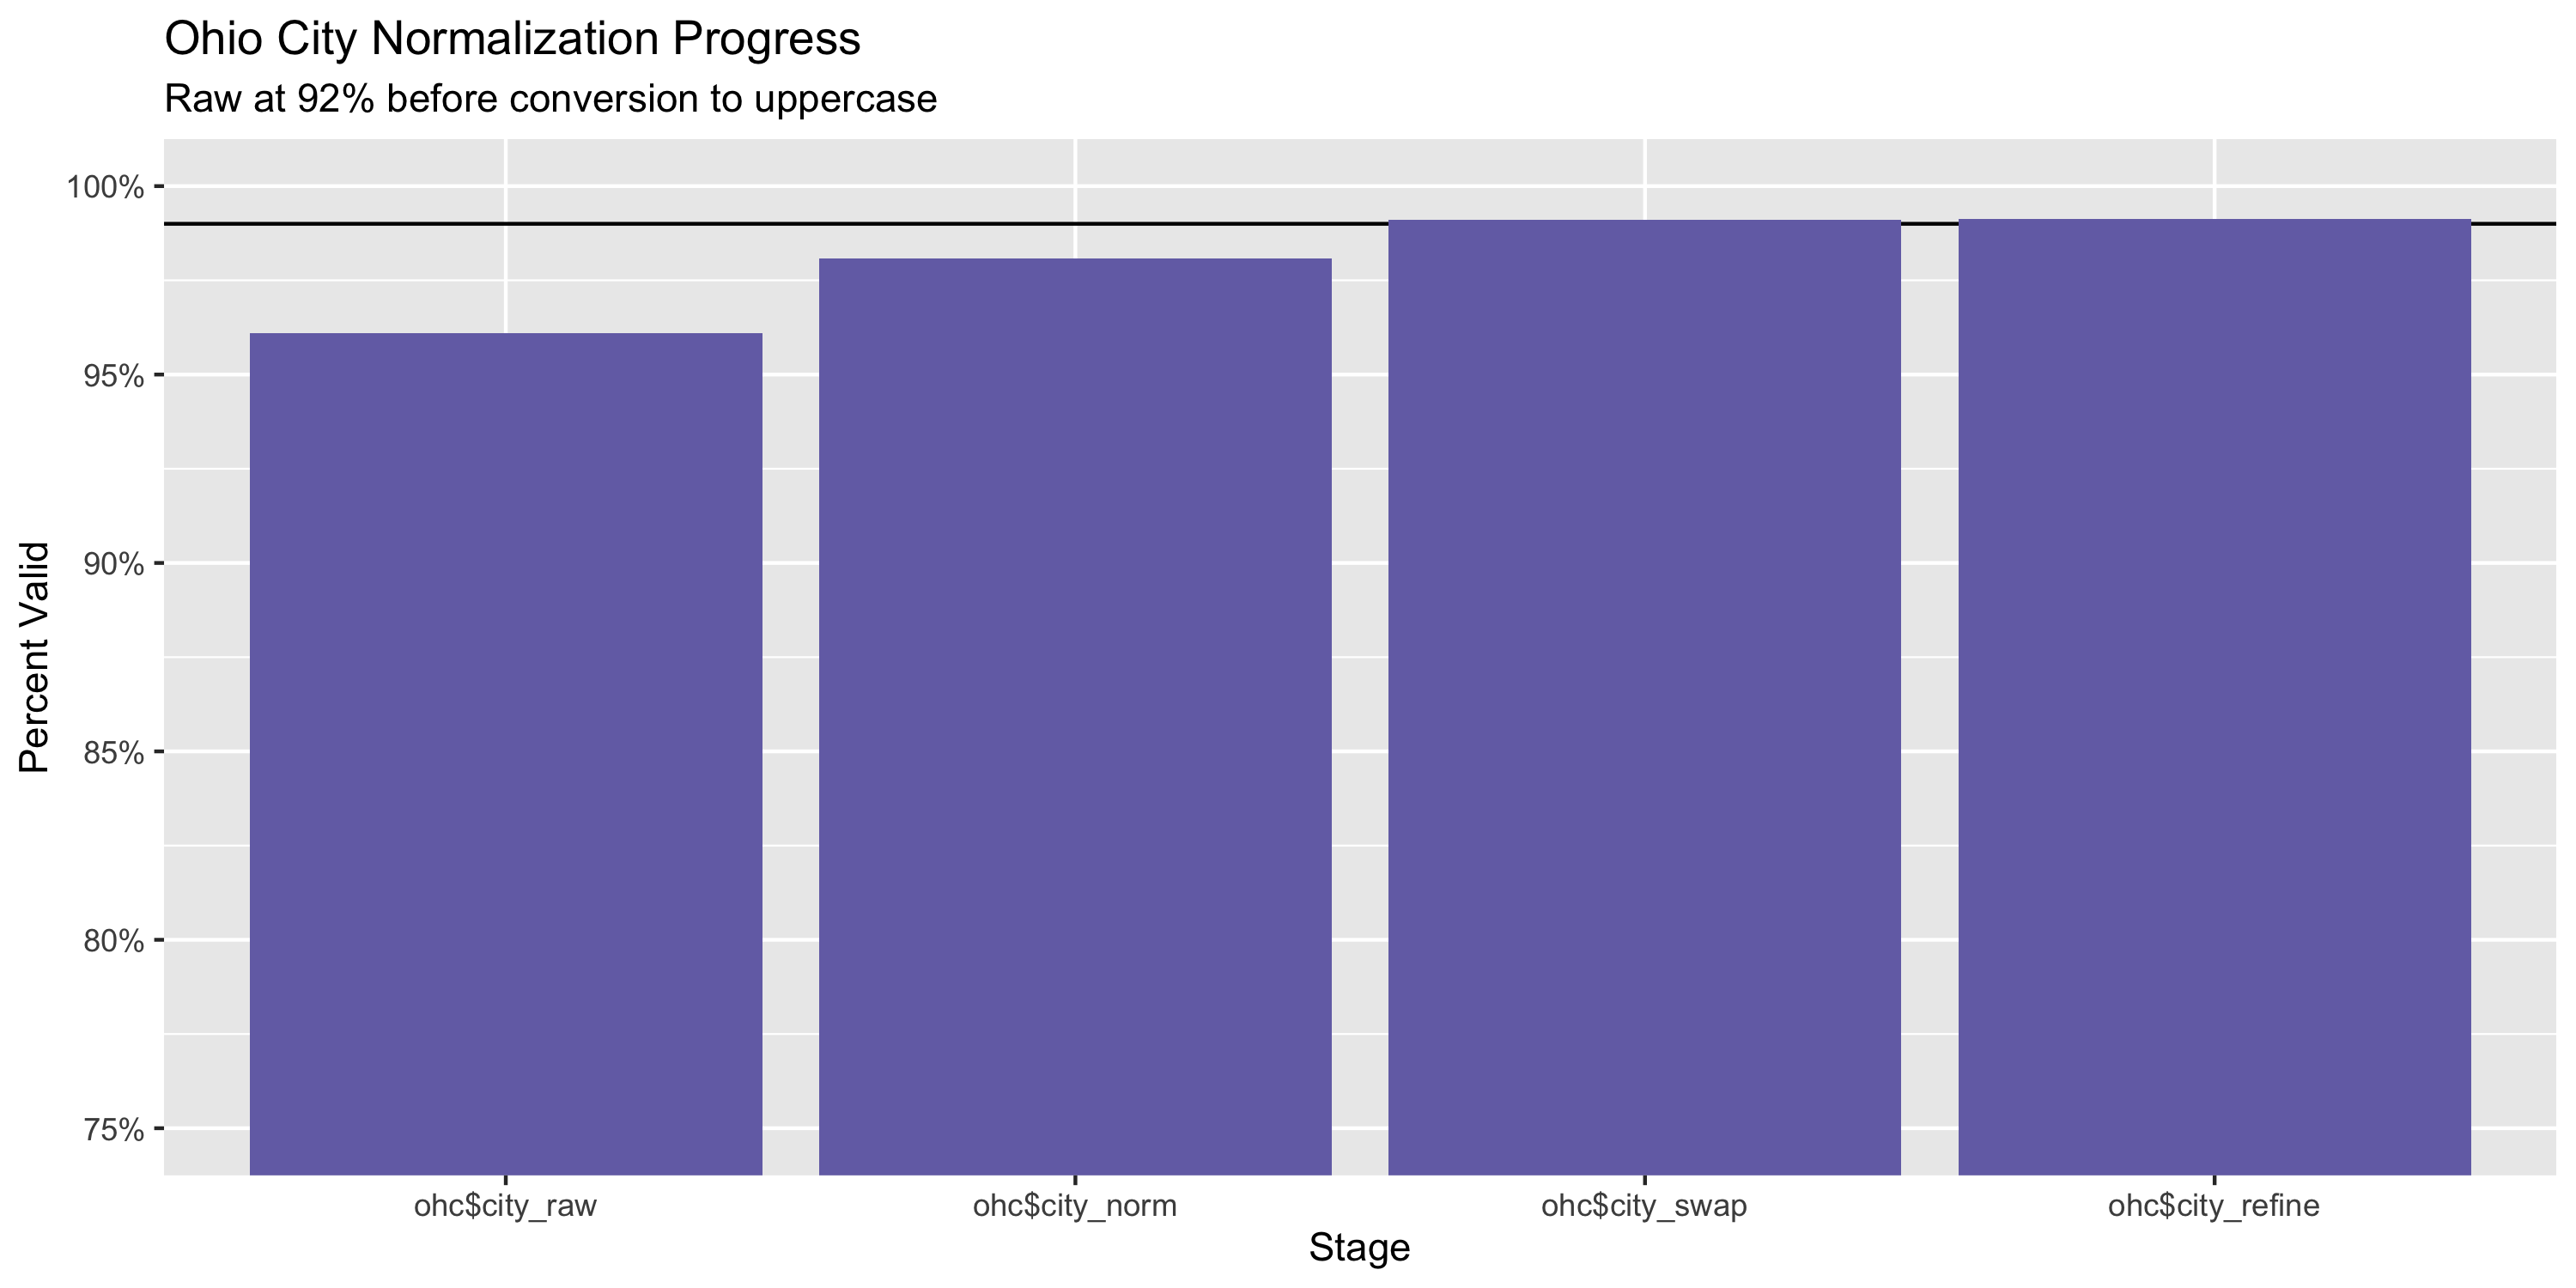 Ohio City Normalization Progress
Raw at 92% before conversion to uppercase
100%
95%
90%
85%
80%
75%
Percent Valid
ohc$city_raw
ohc$city_norm
ohc$city_swap
ohc$city_refine
Stage